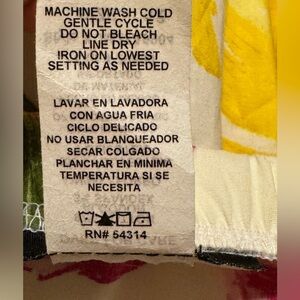 MACHINE WASH COLD
GENTLE CYCLE
DO NOT BLEACH
LINE DRY
IRON ON LOWEST
SETTING AS NEEDED
LAVAR EN LAVADORA
CON AGUA FRIA
CICLO DELICADO
NO USAR BLANQUEADOR
SECAR COLGADO
PLANCHAR EN MINIMA
TEMPERATURA SI SE
NECESITA
RN# 54314